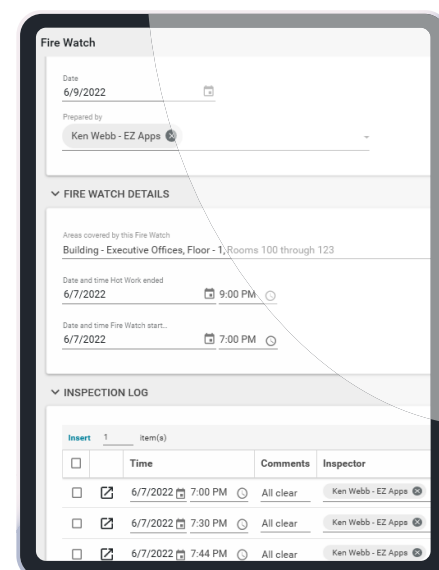 Fire Watch
Date
6/9/2022
Prepared by
Ken Webb - EZ Apps
FIRE WATCH DETAILS
Areas covered by this Fire Watch
Building - Executive Offices, Floor - 1, Rooms 100 through 123
Date and time Hot Work ended
6/7/2022 9:00 PM
Date and time Fire Watch start...
6/7/2022 7:00 PM
INSPECTION LOG
Insert 1 item(s)
Time Comments Inspector
6/7/2022 7:00 PM All clear Ken Webb - EZ Apps
6/7/2022 7:30 PM All clear Ken Webb - EZ Apps
6/7/2022 7:44 PM All clear Ken Webb - EZ Apps